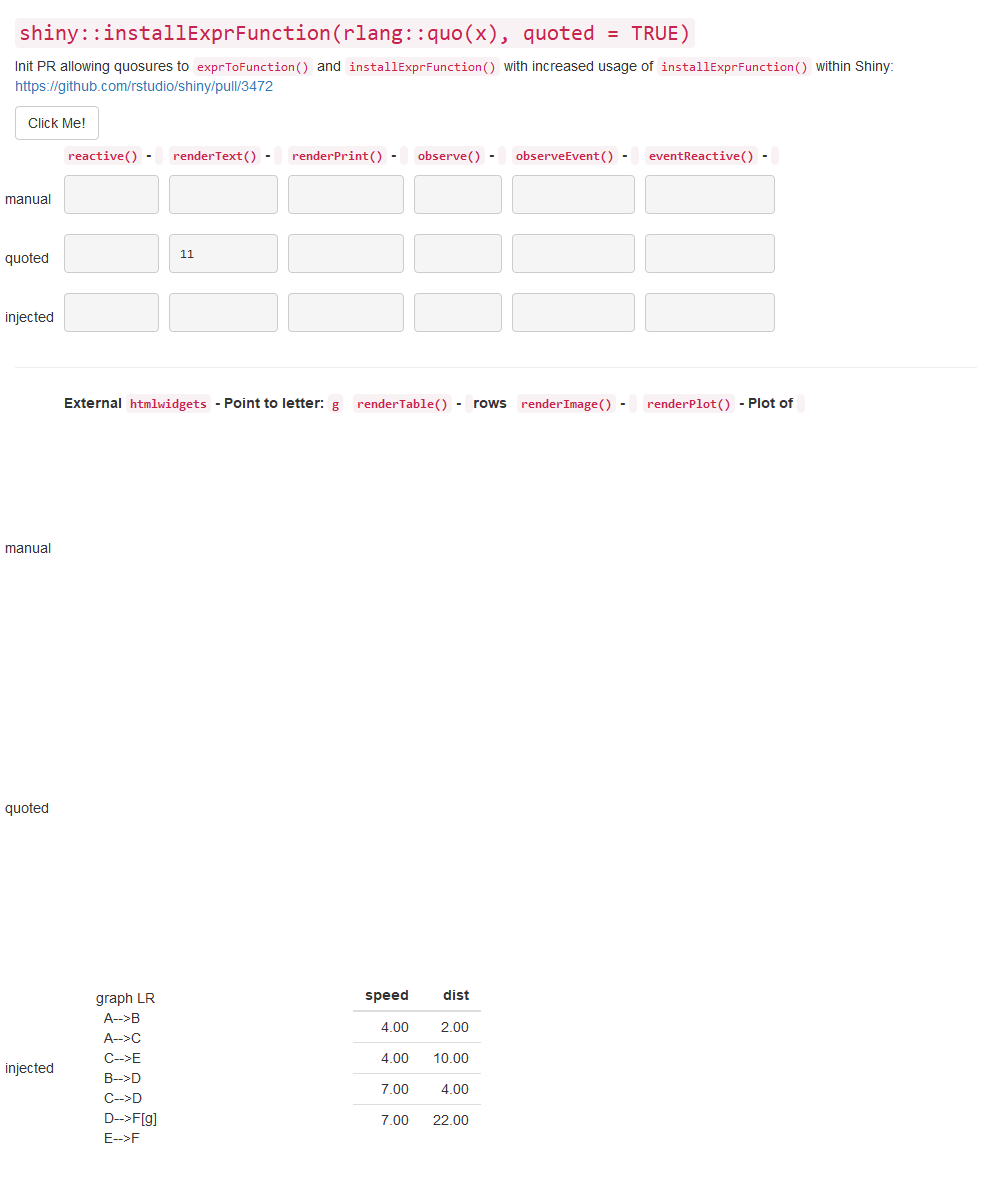 shiny::installExprFunction(rlang::quo(x), quoted = TRUE)
Init PR allowing quosures to exprToFunction() and installExprFunction() with increased usage of installExprFunction() within Shiny:
https://github.com/rstudio/shiny/pull/3472
Click Me!
reactive() - renderText() - renderPrint() - observe() - observeEvent() - eventReactive() -
manual
quoted 11
injected
External htmlwidgets - Point to letter: g renderTable() - rows renderImage() - renderPlot() - Plot of
manual
quoted
speed dist
graph LR
A-->B
4.00 2.00
A-->C
C-->E
4.00 10.00
injected
B-->D
7.00 4.00
C-->D
D-->F[g]
7.00 22.00
E-->F